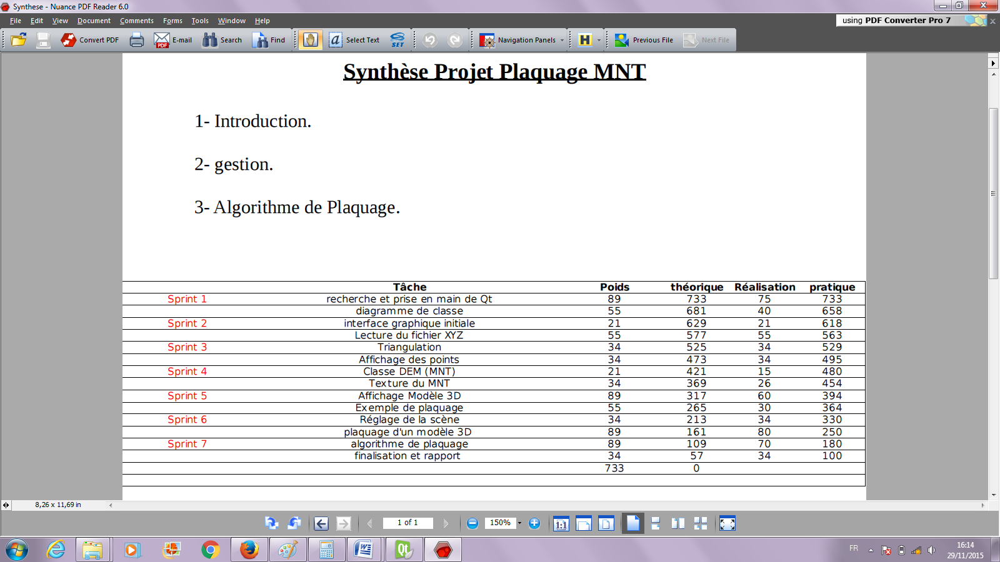 Synthese - Nuance PDF Reader 6.0
File Edit View Document Comments Forms Tools Window Help
using PDF Converter Pro 7
Convert PDF E-mail Search Find Select Text SET Navigation Panels H Previous File Next File
Synthèse Projet Plaquage MNT
1- Introduction.
2- gestion.
3- Algorithme de Plaquage.
Tâche Poids théorique Réalisation pratique
Sprint 1 recherche et prise en main de Qt 89 733 75 733
diagramme de classe 55 681 40 658
Sprint 2 interface graphique initiale 21 629 21 618
Lecture du fichier XYZ 55 577 55 563
Sprint 3 Triangulation 34 525 34 529
Affichage des points 34 473 34 495
Sprint 4 Classe DEM (MNT) 21 421 15 480
Texture du MNT 34 369 26 454
Sprint 5 Affichage Modèle 3D 89 317 60 394
Exemple de plaquage 55 265 30 364
Sprint 6 Réglage de la scène 34 213 34 330
plaquage d'un modèle 3D 89 161 80 250
Sprint 7 algorithme de plaquage 89 109 70 180
finalisation et rapport 34 57 34 100
733 0
8,26 x 11,69 in
1 of 1 150% 1:1
FR 16:14
29/11/2015